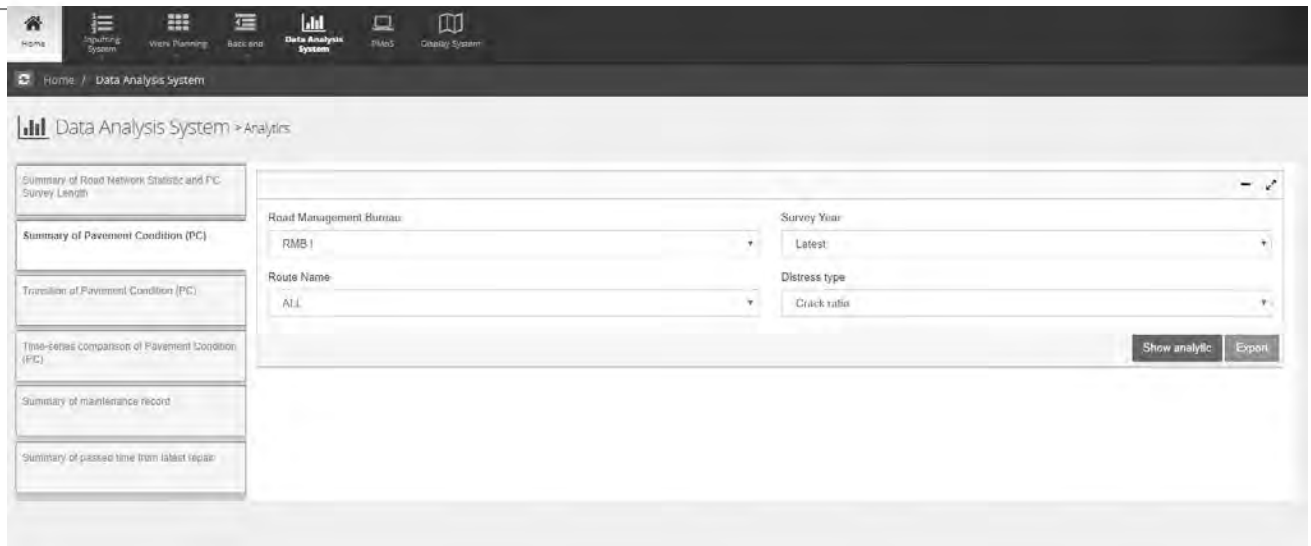 Home
Inputting
System
Work Planning
Back end
Data Analysis
System
PMoS
Display System
Home / Data Analysis System
Data Analysis System > Analytics
Summary of Road Network Statistic and PC
Survey Length
Summary of Pavement Condition (PC)
Transition of Pavement Condition (PC)
Time-series comparison of Pavement Condition
(PC)
Summary of maintenance record
Summary of passed time from latest repair
Road Management Bureau
RMB I
Survey Year
Latest
Route Name
ALL
Distress type
Crack ratio
Show analytic
Export